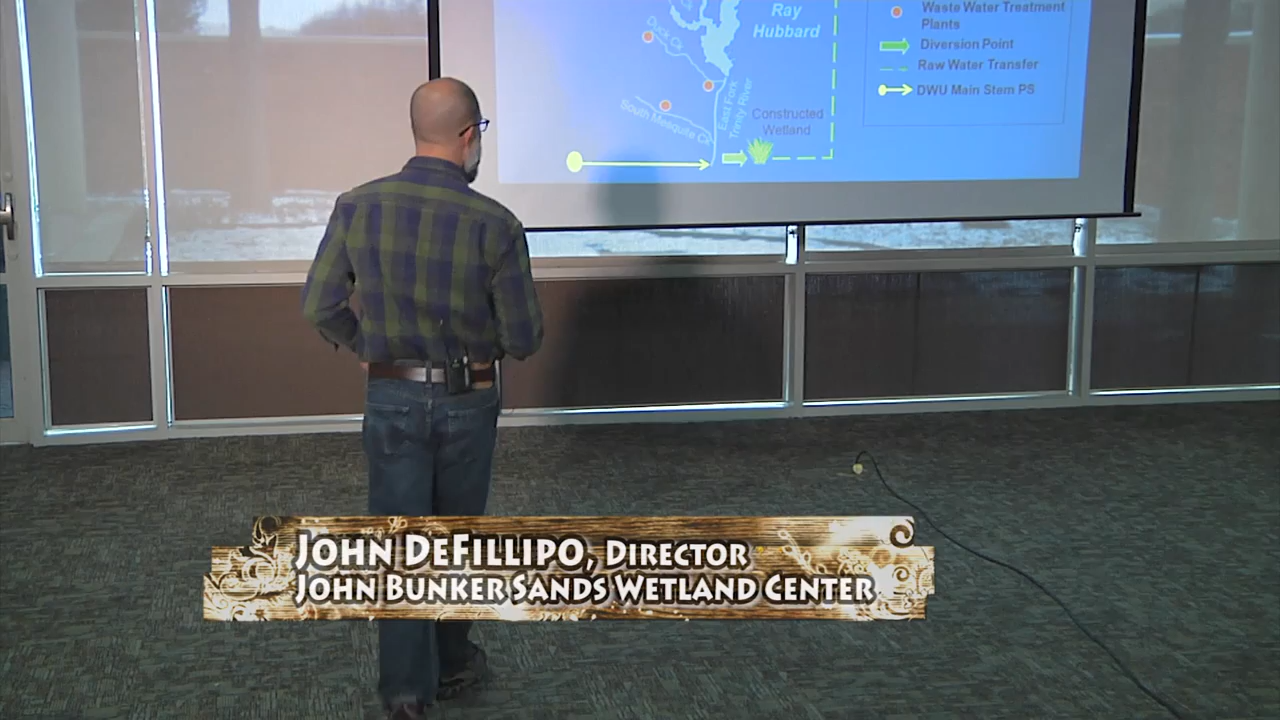 Ray
Hubbard
Duck Ck
South Mesquite Ck
East Fork
Trinity River
Constructed
Wetland
Waste Water Treatment
Plants
Diversion Point
Raw Water Transfer
DWU Main Stem PS
John DeFillipo, Director
John Bunker Sands Wetland Center